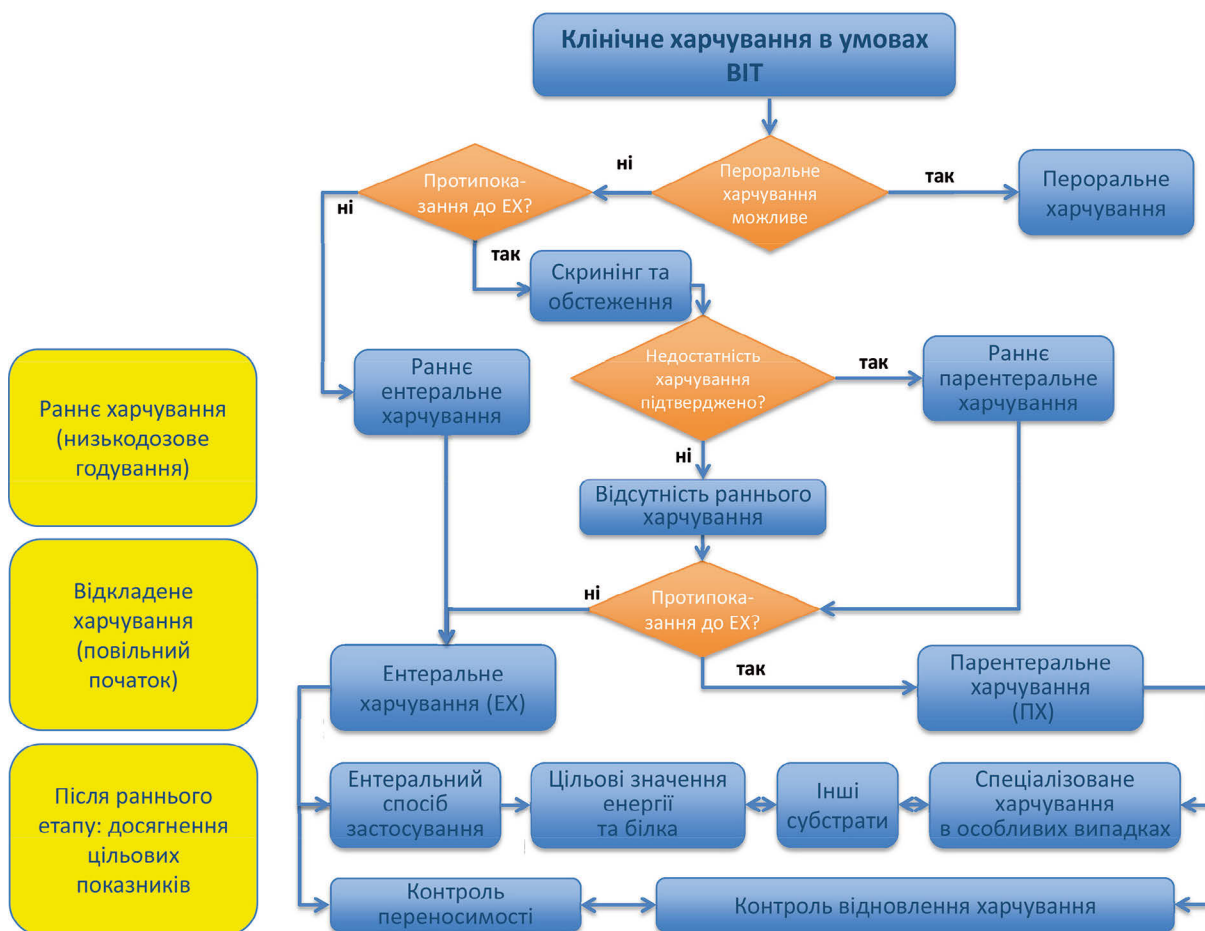 Клінічне харчування в умовах
ВІТ
ні
Пероральне
харчування
можливе
так
Пероральне
харчування
Протипока-
зання до ЕХ?
ні
так
Скринінг та
обстеження
Недостатність
харчування
підтверджено?
так
Раннє
парентеральне
харчування
Раннє
ентеральне
харчування
Раннє харчування
(низькодозове
годування)
ні
Відсутність раннього
харчування
Відкладене
харчування
(повільний
початок)
ні
Протипока-
зання до ЕХ?
так
Ентеральне
харчування (ЕХ)
Парентеральне
харчування
(ПХ)
Після раннього
етапу: досягнення
цільових
показників
Ентеральний
спосіб
застосування
Цільові значення
енергії
та білка
Інші
субстрати
Спеціалізоване
харчування
в особливих випадках
Контроль
переносимості
Контроль відновлення харчування